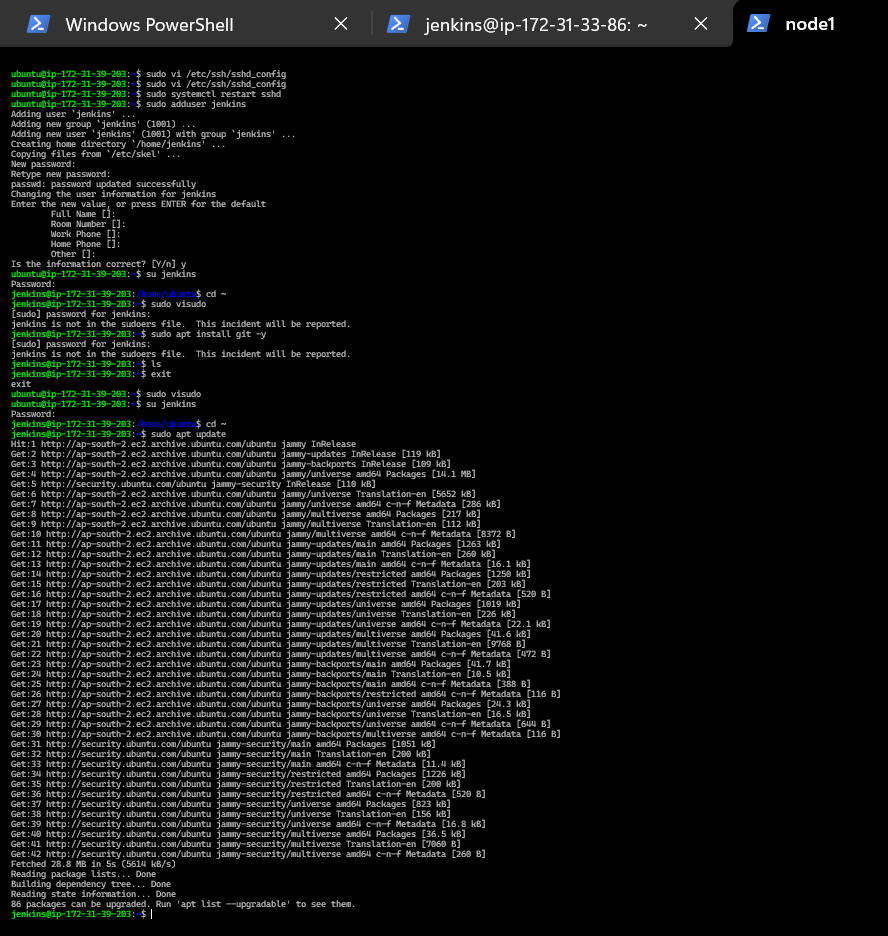 Windows PowerShell
jenkins@ip-172-31-33-86: ~
node1
ubuntu@ip-172-31-39-203:~$ sudo vi /etc/ssh/sshd_config
ubuntu@ip-172-31-39-203:~$ sudo vi /etc/ssh/sshd_config
ubuntu@ip-172-31-39-203:~$ sudo systemctl restart sshd
ubuntu@ip-172-31-39-203:~$ sudo adduser jenkins
Adding user `jenkins' ...
Adding new group `jenkins' (1001) ...
Adding new user `jenkins' (1001) with group `jenkins' ...
Creating home directory `/home/jenkins' ...
Copying files from `/etc/skel' ...
New password:
Retype new password:
passwd: password updated successfully
Changing the user information for jenkins
Enter the new value, or press ENTER for the default
        Full Name []:
        Room Number []:
        Work Phone []:
        Home Phone []:
        Other []:
Is the information correct? [Y/n] y
ubuntu@ip-172-31-39-203:~$ su jenkins
Password:
jenkins@ip-172-31-39-203:/home/ubuntu$ cd ~
jenkins@ip-172-31-39-203:~$ sudo visudo
[sudo] password for jenkins:
jenkins is not in the sudoers file.  This incident will be reported.
jenkins@ip-172-31-39-203:~$ sudo apt install git -y
[sudo] password for jenkins:
jenkins is not in the sudoers file.  This incident will be reported.
jenkins@ip-172-31-39-203:~$ ls
jenkins@ip-172-31-39-203:~$ exit
exit
ubuntu@ip-172-31-39-203:~$ sudo visudo
ubuntu@ip-172-31-39-203:~$ su jenkins
Password:
jenkins@ip-172-31-39-203:/home/ubuntu$ cd ~
jenkins@ip-172-31-39-203:~$ sudo apt update
Hit:1 http://ap-south-2.ec2.archive.ubuntu.com/ubuntu jammy InRelease
Get:2 http://ap-south-2.ec2.archive.ubuntu.com/ubuntu jammy-updates InRelease [119 kB]
Get:3 http://ap-south-2.ec2.archive.ubuntu.com/ubuntu jammy-backports InRelease [109 kB]
Get:4 http://ap-south-2.ec2.archive.ubuntu.com/ubuntu jammy/universe amd64 Packages [14.1 MB]
Get:5 http://security.ubuntu.com/ubuntu jammy-security InRelease [110 kB]
Get:6 http://ap-south-2.ec2.archive.ubuntu.com/ubuntu jammy/universe Translation-en [5652 kB]
Get:7 http://ap-south-2.ec2.archive.ubuntu.com/ubuntu jammy/universe amd64 c-n-f Metadata [286 kB]
Get:8 http://ap-south-2.ec2.archive.ubuntu.com/ubuntu jammy/multiverse amd64 Packages [217 kB]
Get:9 http://ap-south-2.ec2.archive.ubuntu.com/ubuntu jammy/multiverse Translation-en [112 kB]
Get:10 http://ap-south-2.ec2.archive.ubuntu.com/ubuntu jammy/multiverse amd64 c-n-f Metadata [8372 B]
Get:11 http://ap-south-2.ec2.archive.ubuntu.com/ubuntu jammy-updates/main amd64 Packages [1263 kB]
Get:12 http://ap-south-2.ec2.archive.ubuntu.com/ubuntu jammy-updates/main Translation-en [260 kB]
Get:13 http://ap-south-2.ec2.archive.ubuntu.com/ubuntu jammy-updates/main amd64 c-n-f Metadata [16.1 kB]
Get:14 http://ap-south-2.ec2.archive.ubuntu.com/ubuntu jammy-updates/restricted amd64 Packages [1250 kB]
Get:15 http://ap-south-2.ec2.archive.ubuntu.com/ubuntu jammy-updates/restricted Translation-en [203 kB]
Get:16 http://ap-south-2.ec2.archive.ubuntu.com/ubuntu jammy-updates/restricted amd64 c-n-f Metadata [520 B]
Get:17 http://ap-south-2.ec2.archive.ubuntu.com/ubuntu jammy-updates/universe amd64 Packages [1019 kB]
Get:18 http://ap-south-2.ec2.archive.ubuntu.com/ubuntu jammy-updates/universe Translation-en [226 kB]
Get:19 http://ap-south-2.ec2.archive.ubuntu.com/ubuntu jammy-updates/universe amd64 c-n-f Metadata [22.1 kB]
Get:20 http://ap-south-2.ec2.archive.ubuntu.com/ubuntu jammy-updates/multiverse amd64 Packages [41.6 kB]
Get:21 http://ap-south-2.ec2.archive.ubuntu.com/ubuntu jammy-updates/multiverse Translation-en [9768 B]
Get:22 http://ap-south-2.ec2.archive.ubuntu.com/ubuntu jammy-updates/multiverse amd64 c-n-f Metadata [472 B]
Get:23 http://ap-south-2.ec2.archive.ubuntu.com/ubuntu jammy-backports/main amd64 Packages [41.7 kB]
Get:24 http://ap-south-2.ec2.archive.ubuntu.com/ubuntu jammy-backports/main Translation-en [10.5 kB]
Get:25 http://ap-south-2.ec2.archive.ubuntu.com/ubuntu jammy-backports/main amd64 c-n-f Metadata [388 B]
Get:26 http://ap-south-2.ec2.archive.ubuntu.com/ubuntu jammy-backports/restricted amd64 c-n-f Metadata [116 B]
Get:27 http://ap-south-2.ec2.archive.ubuntu.com/ubuntu jammy-backports/universe amd64 Packages [24.3 kB]
Get:28 http://ap-south-2.ec2.archive.ubuntu.com/ubuntu jammy-backports/universe Translation-en [16.5 kB]
Get:29 http://ap-south-2.ec2.archive.ubuntu.com/ubuntu jammy-backports/universe amd64 c-n-f Metadata [644 B]
Get:30 http://ap-south-2.ec2.archive.ubuntu.com/ubuntu jammy-backports/multiverse amd64 c-n-f Metadata [116 B]
Get:31 http://security.ubuntu.com/ubuntu jammy-security/main amd64 Packages [1051 kB]
Get:32 http://security.ubuntu.com/ubuntu jammy-security/main Translation-en [200 kB]
Get:33 http://security.ubuntu.com/ubuntu jammy-security/main amd64 c-n-f Metadata [11.4 kB]
Get:34 http://security.ubuntu.com/ubuntu jammy-security/restricted amd64 Packages [1226 kB]
Get:35 http://security.ubuntu.com/ubuntu jammy-security/restricted Translation-en [200 kB]
Get:36 http://security.ubuntu.com/ubuntu jammy-security/restricted amd64 c-n-f Metadata [520 B]
Get:37 http://security.ubuntu.com/ubuntu jammy-security/universe amd64 Packages [823 kB]
Get:38 http://security.ubuntu.com/ubuntu jammy-security/universe Translation-en [156 kB]
Get:39 http://security.ubuntu.com/ubuntu jammy-security/universe amd64 c-n-f Metadata [16.8 kB]
Get:40 http://security.ubuntu.com/ubuntu jammy-security/multiverse amd64 Packages [36.5 kB]
Get:41 http://security.ubuntu.com/ubuntu jammy-security/multiverse Translation-en [7060 B]
Get:42 http://security.ubuntu.com/ubuntu jammy-security/multiverse amd64 c-n-f Metadata [260 B]
Fetched 28.8 MB in 5s (5614 kB/s)
Reading package lists... Done
Building dependency tree... Done
Reading state information... Done
86 packages can be upgraded. Run 'apt list --upgradable' to see them.
jenkins@ip-172-31-39-203:~$